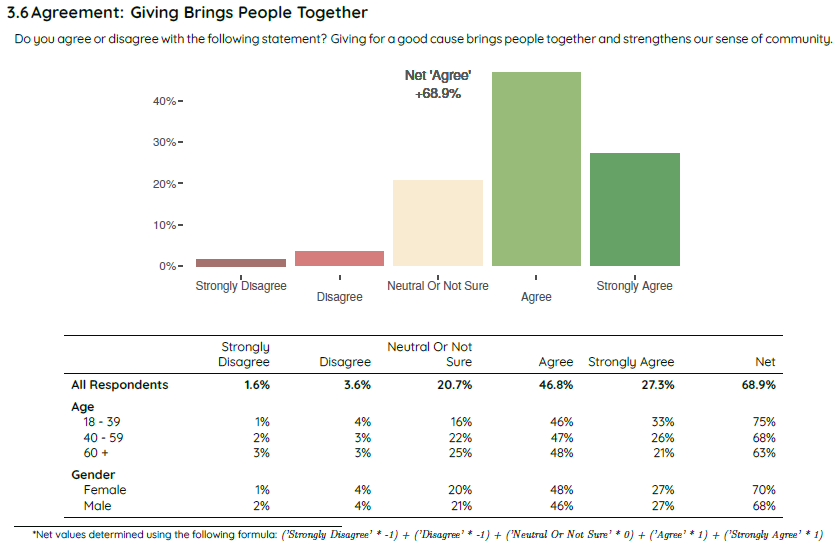 3.6 Agreement: Giving Brings People Together
Do you agree or disagree with the following statement? Giving for a good cause brings people together and strengthens our sense of community.
Net 'Agree'
+68.9%
40%
30%
20%
10%
0%
Strongly Disagree
Disagree
Neutral Or Not Sure
Agree
Strongly Agree
Strongly Disagree Disagree Neutral Or Not Sure Agree Strongly Agree Net
All Respondents 1.6% 3.6% 20.7% 46.8% 27.3% 68.9%
Age
18 - 39 1% 4% 16% 46% 33% 75%
40 - 59 2% 3% 22% 47% 26% 68%
60 + 3% 3% 25% 48% 21% 63%
Gender
Female 1% 4% 20% 48% 27% 70%
Male 2% 4% 21% 46% 27% 68%
*Net values determined using the following formula: ('Strongly Disagree' * -1) + ('Disagree' * -1) + ('Neutral Or Not Sure' * 0) + ('Agree' * 1) + ('Strongly Agree' * 1)